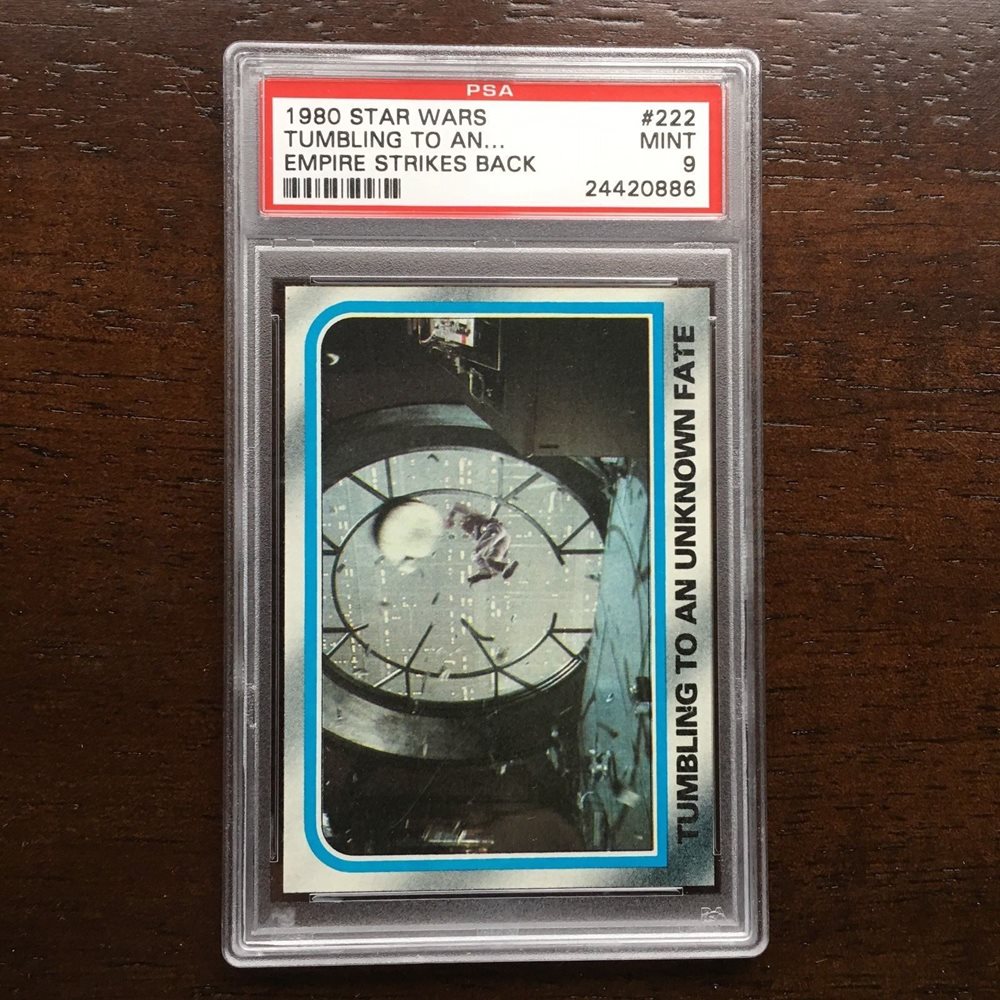 PSA
1980 STAR WARS #222
TUMBLING TO AN... MINT
EMPIRE STRIKES BACK 9
24420886
TUMBLING TO AN UNKNOWN FATE
PSA